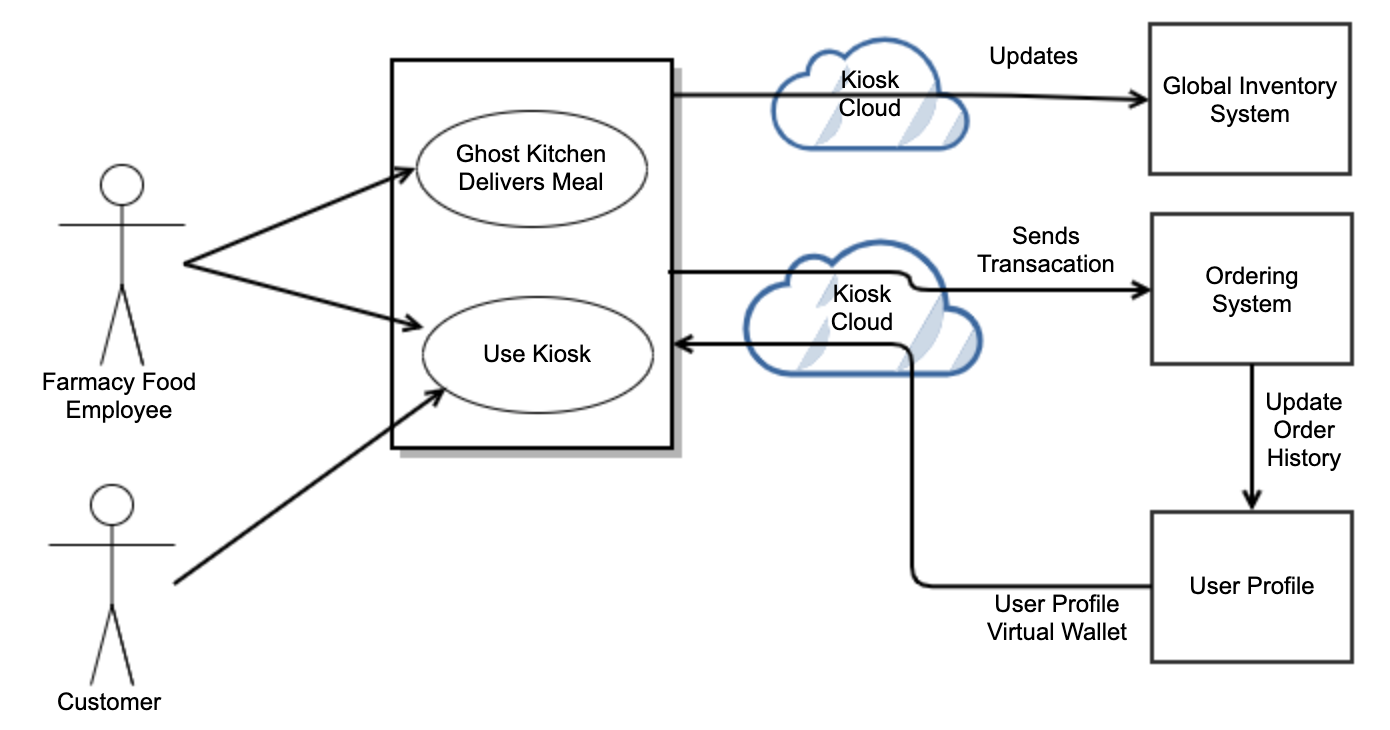 Updates
Kiosk
Cloud
Global Inventory
System
Ghost Kitchen
Delivers Meal
Sends
Transacation
Kiosk
Cloud
Ordering
System
Use Kiosk
Farmacy Food
Employee
Update
Order
History
User Profile
User Profile
Virtual Wallet
Customer